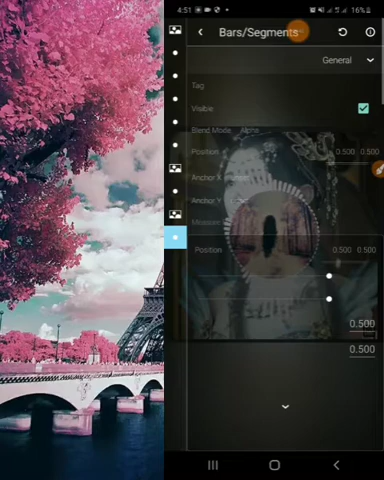 4:51
16%
Bars/Segments
General
Tag
Visible
Blend Mode Alpha
Position 0.500 0.500
Anchor X
Anchor Y
Position 0.500 0.500
0.500
0.500